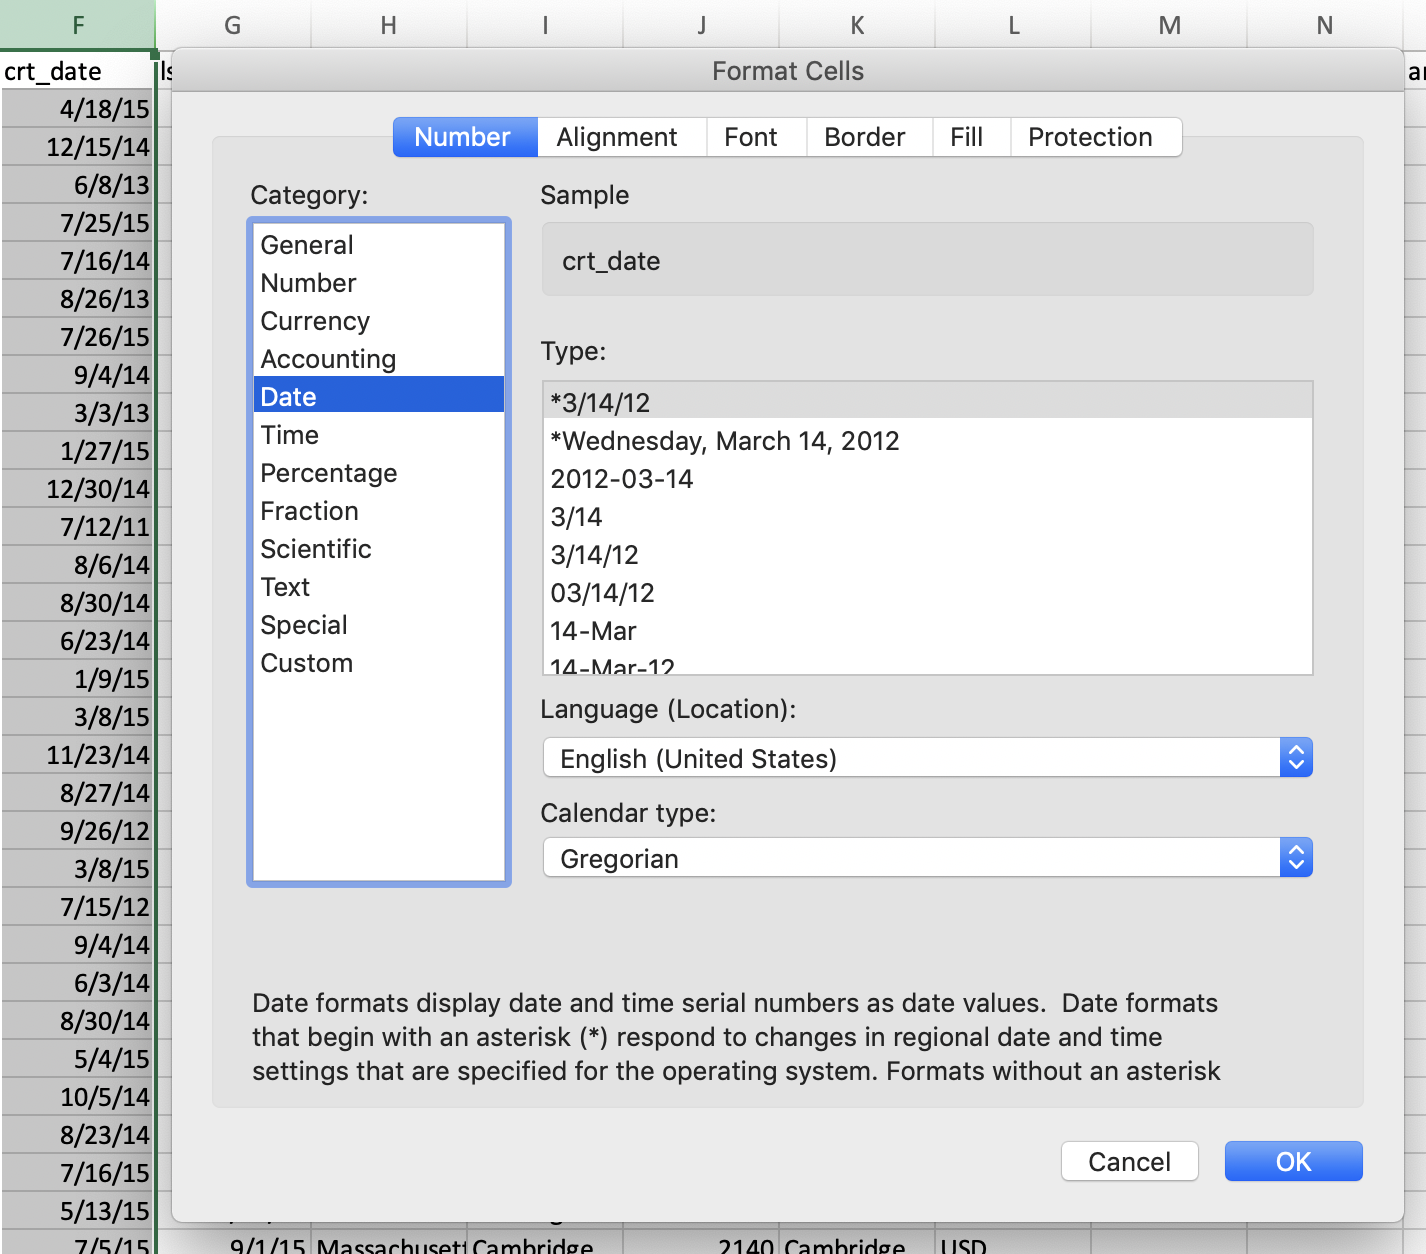 F G H I J K L M N
crt_date
Format Cells
4/18/15
12/15/14
6/8/13
7/25/15
7/16/14
8/26/13
7/26/15
9/4/14
3/3/13
1/27/15
12/30/14
7/12/11
8/6/14
8/30/14
6/23/14
1/9/15
3/8/15
11/23/14
8/27/14
9/26/12
3/8/15
7/15/12
9/4/14
6/3/14
8/30/14
5/4/15
10/5/14
8/23/14
7/16/15
5/13/15
Number Alignment Font Border Fill Protection
Category:
General
Number
Currency
Accounting
Date
Time
Percentage
Fraction
Scientific
Text
Special
Custom
Sample
crt_date
Type:
*3/14/12
*Wednesday, March 14, 2012
2012-03-14
3/14
3/14/12
03/14/12
14-Mar
14-Mar-12
Language (Location):
English (United States)
Calendar type:
Gregorian
Date formats display date and time serial numbers as date values. Date formats
that begin with an asterisk (*) respond to changes in regional date and time
settings that are specified for the operating system. Formats without an asterisk
Cancel OK
7/5/15 9/1/15 Massachusett Cambridge 2140 Cambridge USD